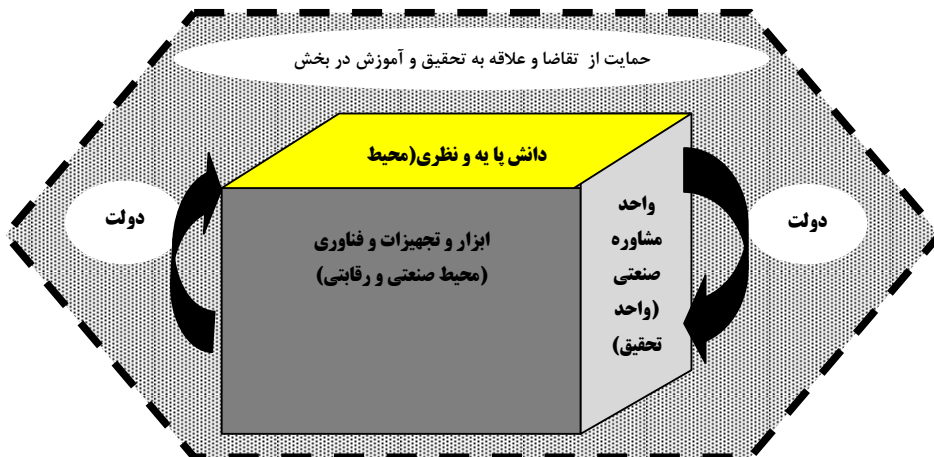 حمایت از تقاضا و علاقه به تحقیق و آموزش در بخش
دانش پا یه و نظری(محیط
دولت
واحد
مشاوره
صنعتی
(واحد
تحقیق)
ابزار و تجهیزات و فناوری
(محیط صنعتی و رقابتی)
دولت